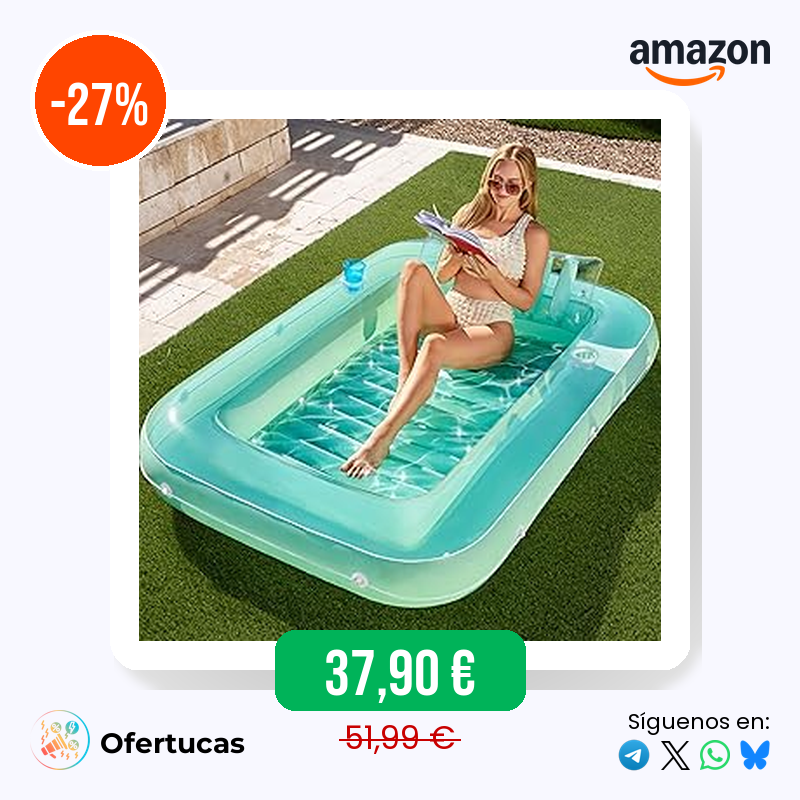 -27%
amazon
37,90 €
51,99 €
Ofertucas
Síguenos en: